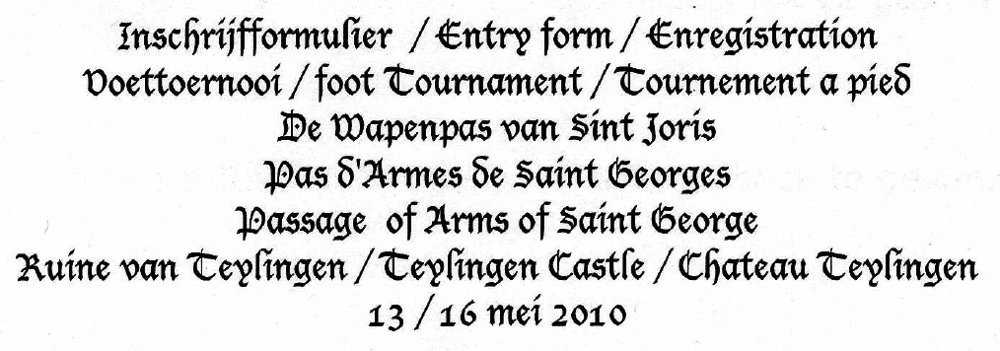 Inschrijfformulier / Entry form / Enregistration
Voettoernooi / foot Tournament / Tournement a pied
De Wapenpas van Sint Joris
Pas d'Armes de Saint Georges
Passage of Arms of Saint George
Ruine van Teylingen / Teylingen Castle / Chateau Teylingen
13 / 16 mei 2010